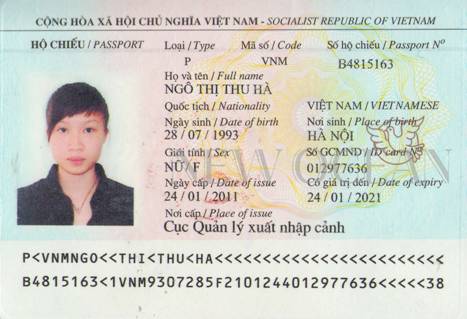 CỘNG HÒA XÃ HỘI CHỦ NGHĨA VIỆT NAM - SOCIALIST REPUBLIC OF VIETNAM
HỘ CHIẾU / PASSPORT Loại / Type Mã số / Code Số hộ chiếu / Passport Nº
P VNM B4815163
Họ và tên / Full name
NGÔ THỊ THU HÀ
Quốc tịch / Nationality VIỆT NAM / VIETNAMESE
Ngày sinh / Date of birth Nơi sinh / Place of birth
28 / 07 / 1993 HÀ NỘI
Giới tính / Sex Số GCMND / ID card Nº
NỮ / F 012977636
NEW OCEAN
Ngày cấp / Date of issue Có giá trị đến / Date of expiry
24 / 01 / 2011 24 / 01 / 2021
Nơi cấp / Place of issue
Cục Quản lý xuất nhập cảnh
P<VNMNGO<<THI<THU<HA<<<<<<<<<<<<<<<<<<<<<<<<
B4815163<1VNM9307285F2101244012977636<<<<<38